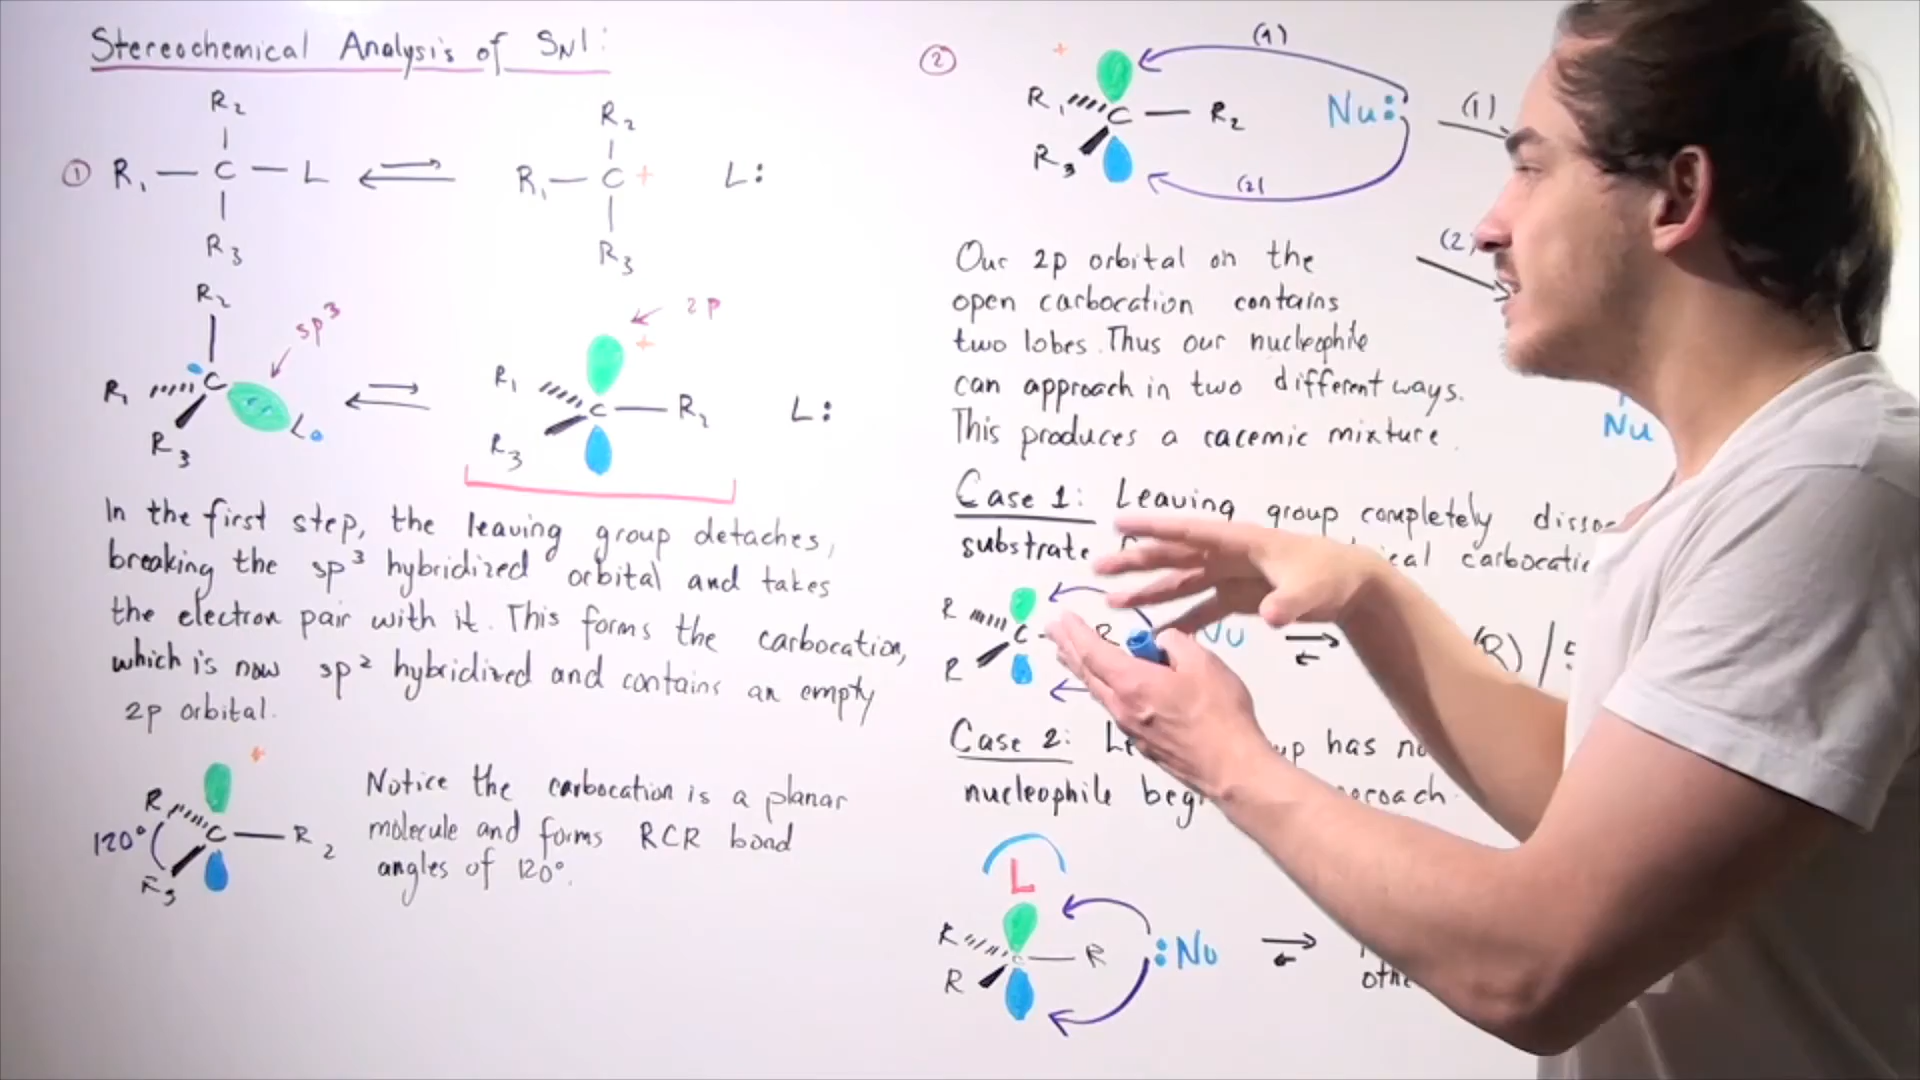 Stereochemical Analysis of SN1:
①
R₂
R₁ — C — L
R₃
R₂
R₁ — C +
R₃
L:
R₂
sp³
R₁
C
L
R₃
2p
+
R₁
C — R₂
R₃
L:
In the first step, the leaving group detaches,
breaking the sp³ hybridized orbital and takes
the electron pair with it. This forms the carbocation,
which is now sp² hybridized and contains an empty
2p orbital.
+
R
120°
C — R₂
R₃
Notice the carbocation is a planar
molecule and forms RCR bond
angles of 120°.
②
+
(1)
R₁
C — R₂
Nu:
R₃
(2)
(1)
(2)
Our 2p orbital on the
open carbocation contains
two lobes. Thus our nucleophile
can approach in two different ways.
This produces a racemic mixture.
Nu
Case 1: Leaving group completely
substrate carbocatio
R
C
R
Nu
R
(R) /
Case 2: has
nucleophile
L
R
C — R
:Nu
R